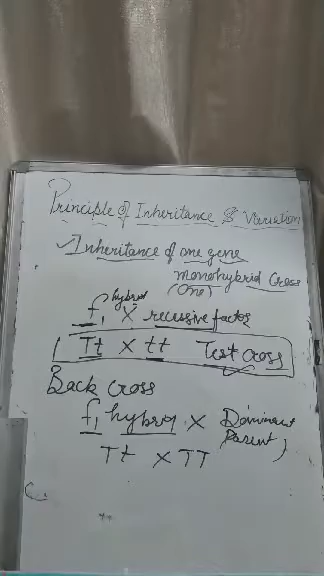 Principle of Inheritance & Variation
Inheritance of one gene
monohybrid Cross
(One)
hybrid
f1 X recessive factor
Tt X tt Test cross
Back Cross
f1 hybrid X Dominant
Parent
Tt X TT